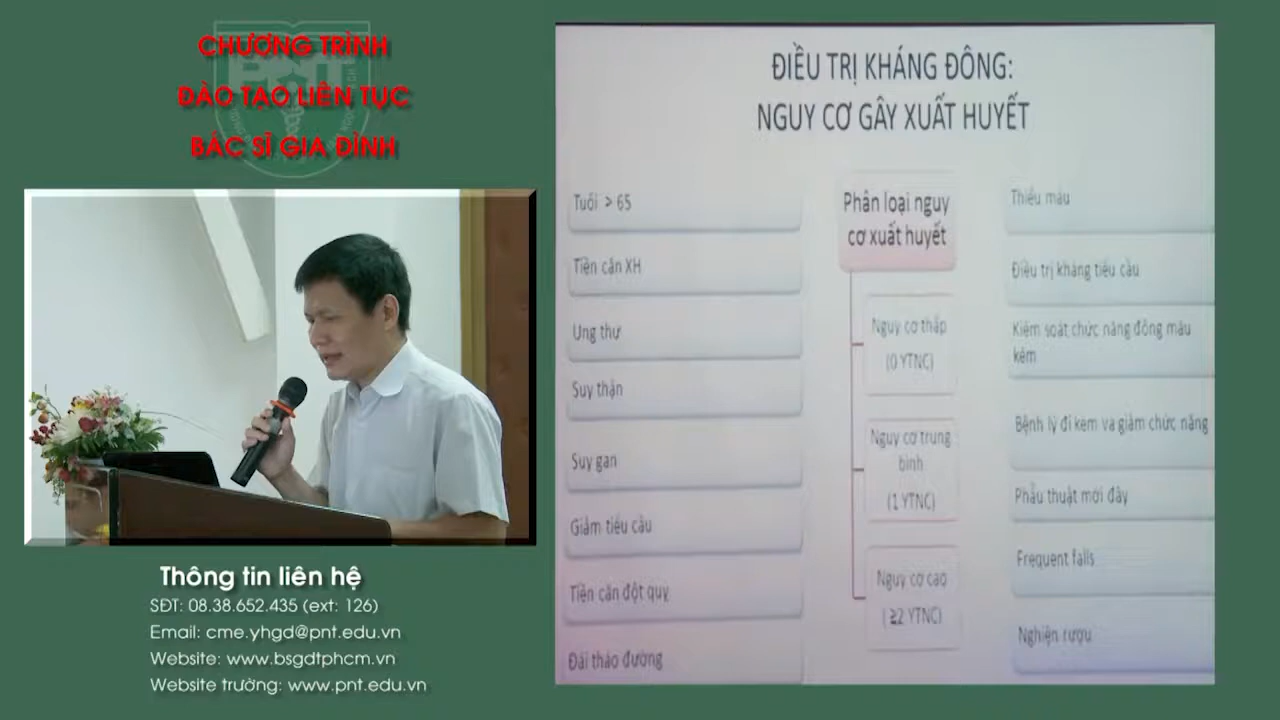 CHƯƠNG TRÌNH
ĐÀO TẠO LIÊN TỤC
BÁC SĨ GIA ĐÌNH
PNT
Thông tin liên hệ
SĐT: 08.38.652.435 (ext: 126)
Email: cme.yhgd@pnt.edu.vn
Website: www.bsgdtphcm.vn
Website trường: www.pnt.edu.vn
ĐIỀU TRỊ KHÁNG ĐÔNG:
NGUY CƠ GÂY XUẤT HUYẾT
Tuổi > 65
Tiền căn XH
Ung thư
Suy thận
Suy gan
Giảm tiểu cầu
Tiền căn đột quỵ
Đái tháo đường
Phân loại nguy
cơ xuất huyết
Nguy cơ thấp
(0 YTNC)
Nguy cơ trung
bình
(1 YTNC)
Nguy cơ cao
(≥2 YTNC)
Thiếu máu
Điều trị kháng tiểu cầu
Kiểm soát chức năng đông máu
kém
Bệnh lý đi kèm và giảm chức năng
Phẫu thuật mới đây
Frequent falls
Nghiện rượu